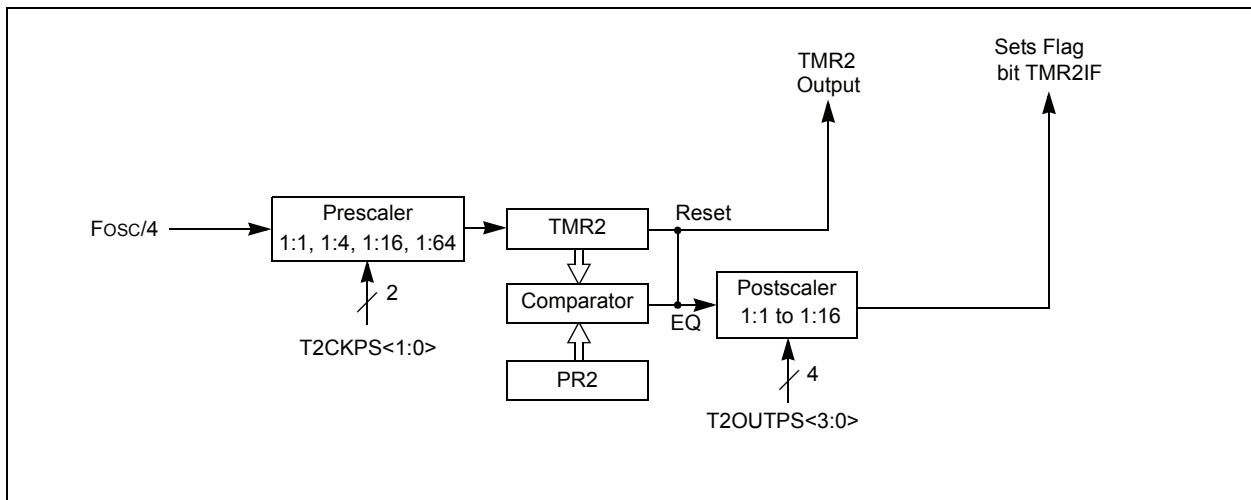 TMR2
Output
Sets Flag
bit TMR2IF
FOSC/4
Prescaler
1:1, 1:4, 1:16, 1:64
2
T2CKPS<1:0>
TMR2
Reset
Comparator
EQ
PR2
Postscaler
1:1 to 1:16
4
T2OUTPS<3:0>